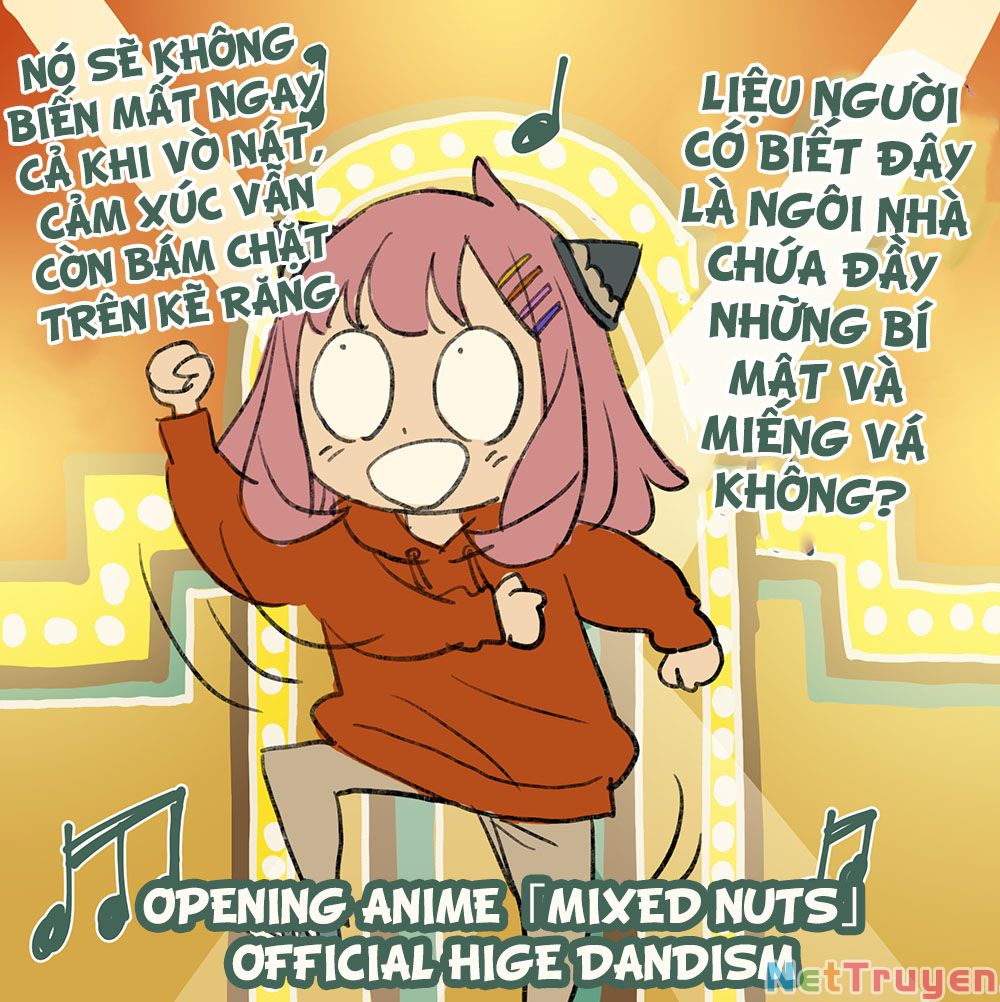 NÓ SẼ KHÔNG
BIẾN MẤT NGAY
CẢ KHI VỜ NÁT,
CẢM XÚC VẪN
CÒN BÁM CHẶT
TRÊN KẼ RĂNG
LIỆU NGƯỜI
CÓ BIẾT ĐÂY
LÀ NGÔI NHÀ
CHỨA ĐẦY
NHỮNG BÍ
MẬT VÀ
MIẾNG VÁ
KHÔNG?
OPENING ANIME「MIXED NUTS」
OFFICIAL HIGE DANDISM
NetTruyen